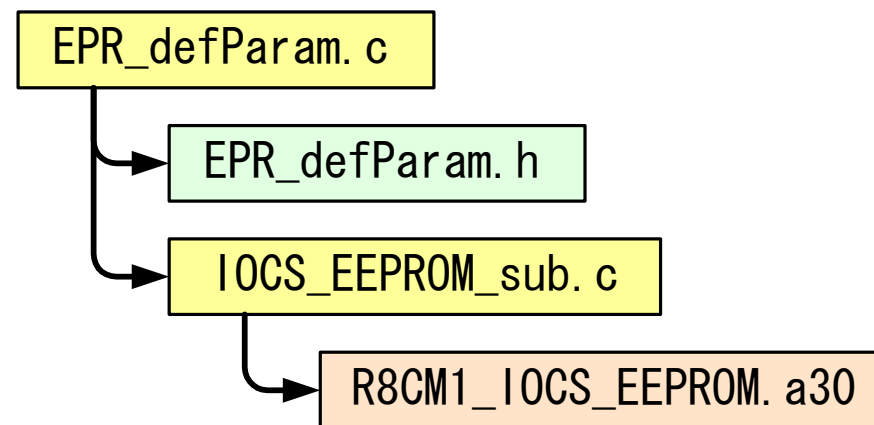 EPR_defParam.c
EPR_defParam.h
IOCS_EEPROM_sub.c
R8CM1_IOCS_EEPROM.a30